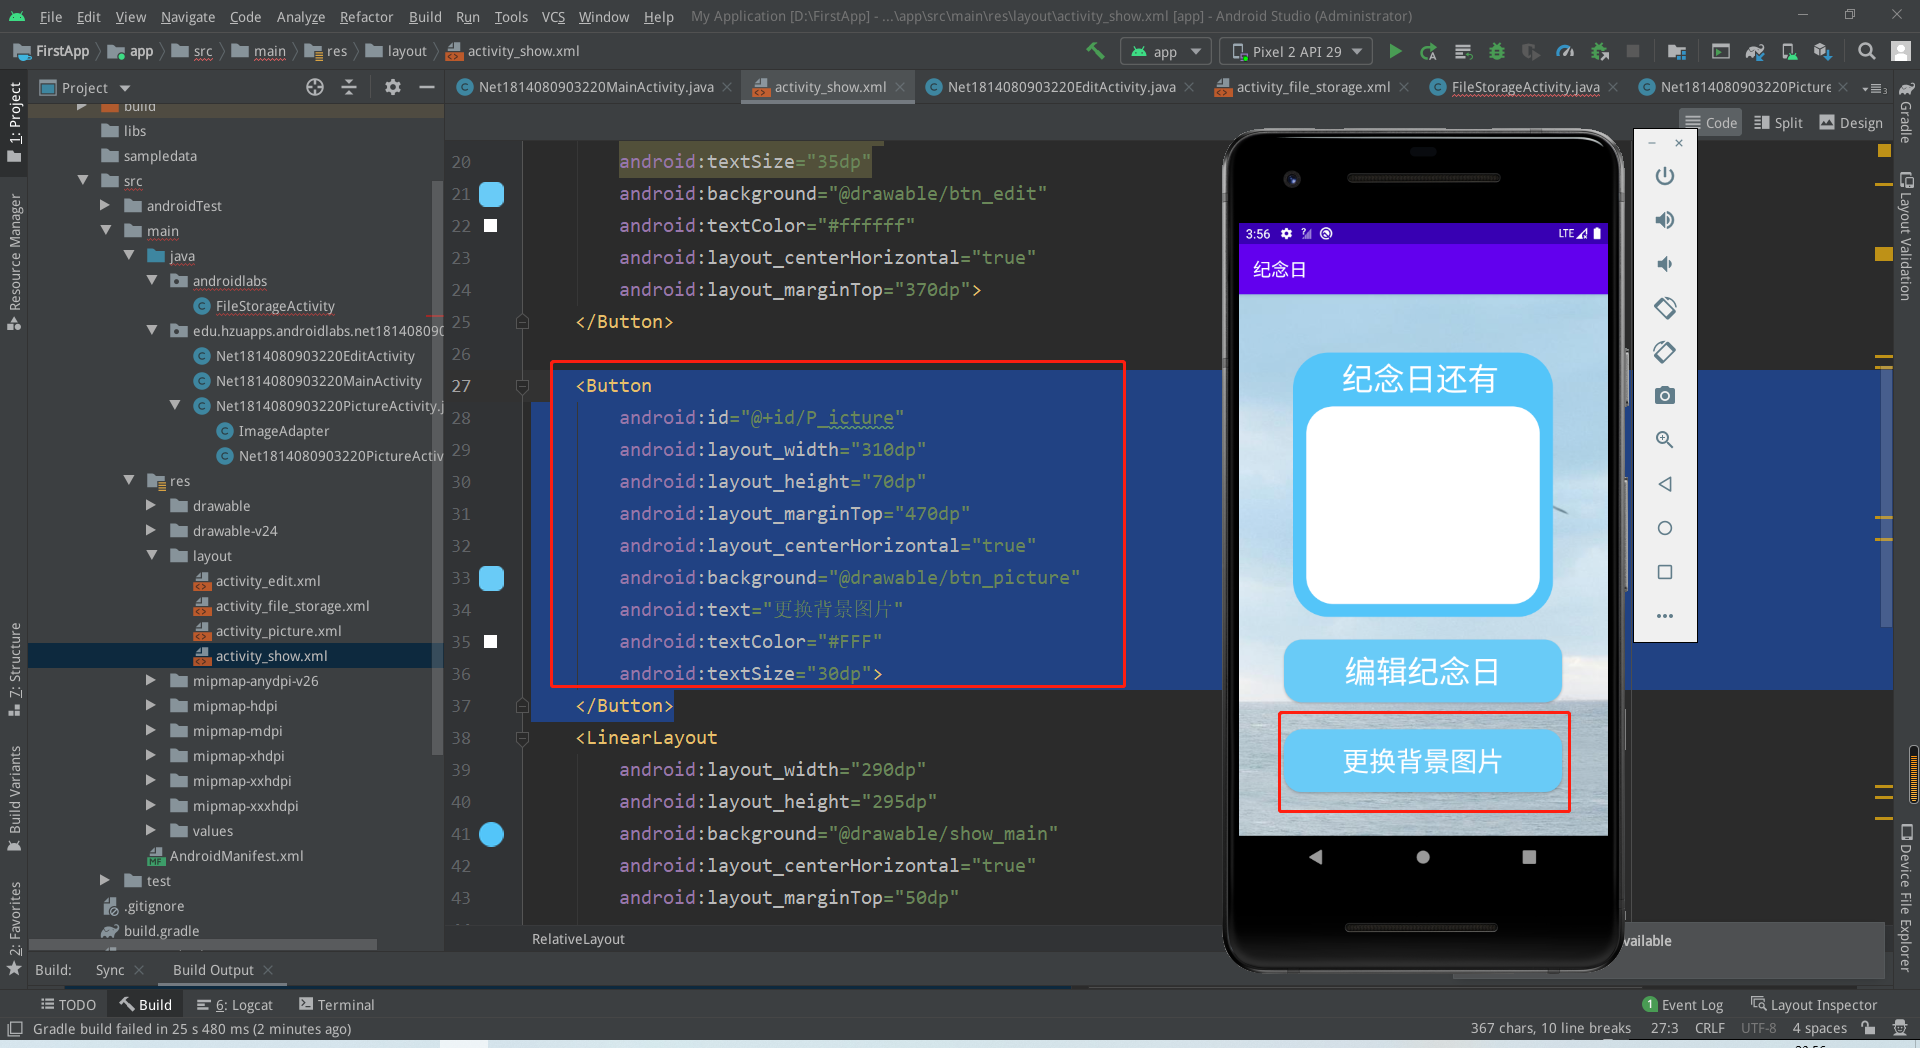 File Edit View Navigate Code Analyze Refactor Build Run Tools VCS Window Help My Application [D:\FirstApp] - ...\app\src\main\res\layout\activity_show.xml [app] - Android Studio (Administrator)
FirstApp app src main res layout activity_show.xml app Pixel 2 API 29
1: Project
Resource Manager
Z: Structure
Build Variants
2: Favorites
Project
build
libs
sampledata
src
androidTest
main
java
androidlabs
FileStorageActivity
edu.hzuapps.androidlabs.net181408090
Net1814080903220EditActivity
Net1814080903220MainActivity
Net1814080903220PictureActivity.j
ImageAdapter
Net1814080903220PictureActiv
res
drawable
drawable-v24
layout
activity_edit.xml
activity_file_storage.xml
activity_picture.xml
activity_show.xml
mipmap-anydpi-v26
mipmap-hdpi
mipmap-mdpi
mipmap-xhdpi
mipmap-xxhdpi
mipmap-xxxhdpi
values
AndroidManifest.xml
test
.gitignore
build.gradle
Net1814080903220MainActivity.java activity_show.xml Net1814080903220EditActivity.java activity_file_storage.xml FileStorageActivity.java Net1814080903220Picture
Code Split Design
20 android:textSize="35dp"
21 android:background="@drawable/btn_edit"
22 android:textColor="#ffffff"
23 android:layout_centerHorizontal="true"
24 android:layout_marginTop="370dp">
25 </Button>
26
27 <Button
28 android:id="@+id/P_icture"
29 android:layout_width="310dp"
30 android:layout_height="70dp"
31 android:layout_marginTop="470dp"
32 android:layout_centerHorizontal="true"
33 android:background="@drawable/btn_picture"
34 android:text="更换背景图片"
35 android:textColor="#FFF"
36 android:textSize="30dp">
37 </Button>
38 <LinearLayout
39 android:layout_width="290dp"
40 android:layout_height="295dp"
41 android:background="@drawable/show_main"
42 android:layout_centerHorizontal="true"
43 android:layout_marginTop="50dp"
RelativeLayout
3:56 LTE
纪念日
纪念日还有
编辑纪念日
更换背景图片
vailable
Gradle
Layout Validation
Device File Explorer
Build: Sync Build Output
TODO Build 6: Logcat Terminal 1 Event Log Layout Inspector
Gradle build failed in 25 s 480 ms (2 minutes ago) 367 chars, 10 line breaks 27:3 CRLF UTF-8 4 spaces